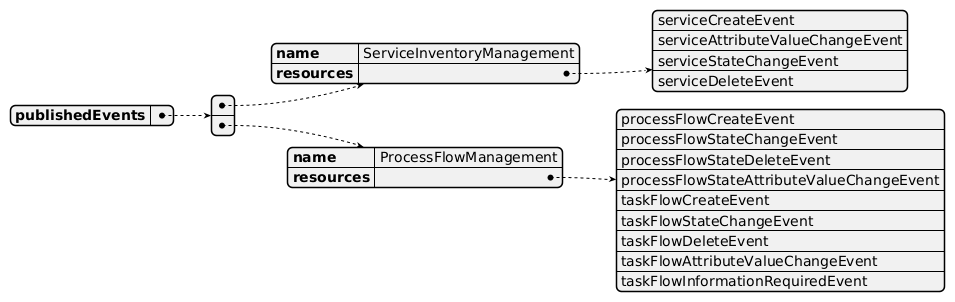 publishedEvents
name ServiceInventoryManagement
resources
serviceCreateEvent
serviceAttributeValueChangeEvent
serviceStateChangeEvent
serviceDeleteEvent
name ProcessFlowManagement
resources
processFlowCreateEvent
processFlowStateChangeEvent
processFlowStateDeleteEvent
processFlowStateAttributeValueChangeEvent
taskFlowCreateEvent
taskFlowStateChangeEvent
taskFlowDeleteEvent
taskFlowAttributeValueChangeEvent
taskFlowInformationRequiredEvent